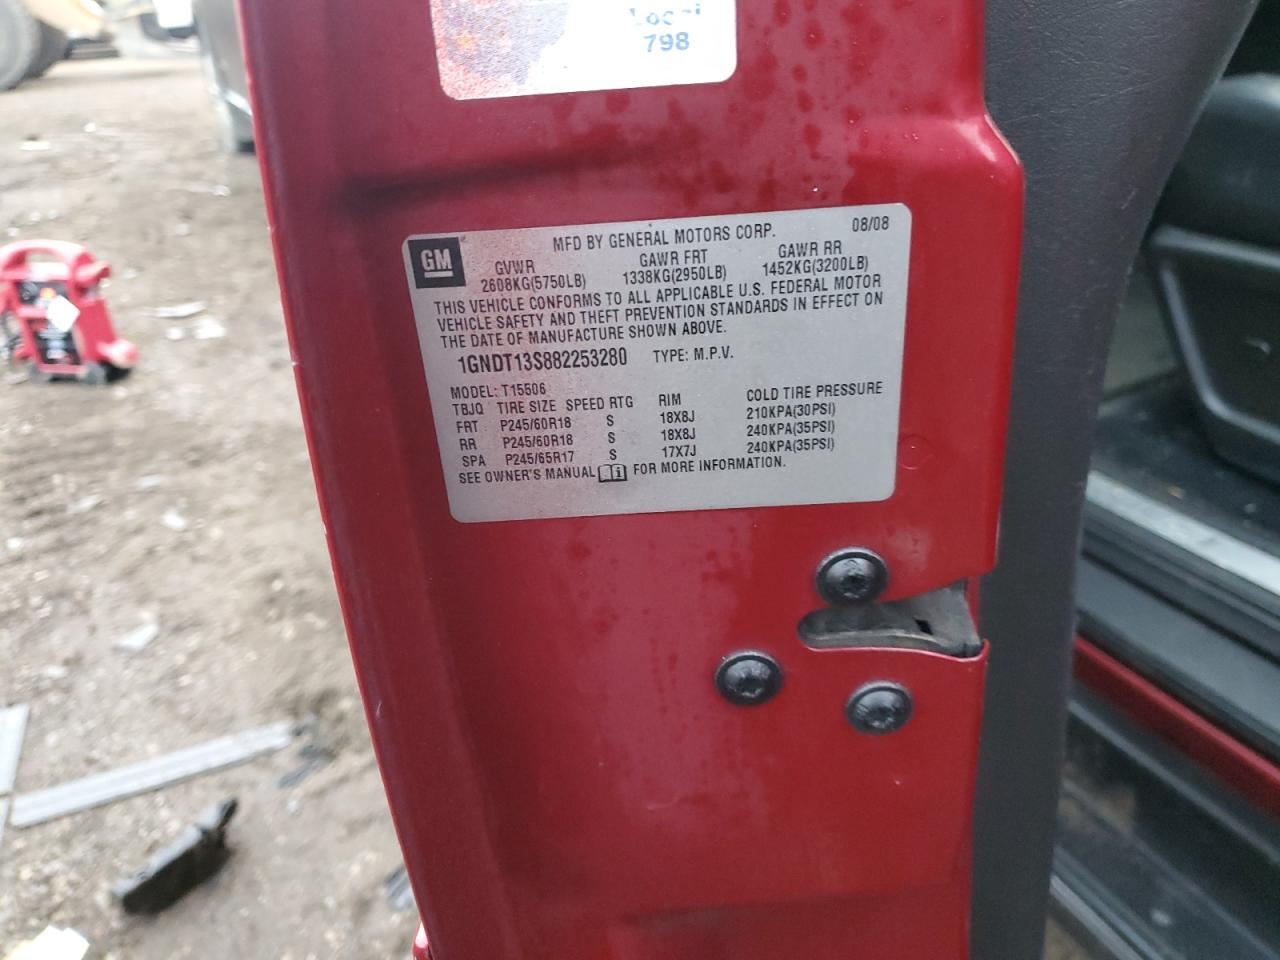 Local
798
GM
MFD BY GENERAL MOTORS CORP. 08/08
GVWR GAWR FRT GAWR RR
2608KG(5750LB) 1338KG(2950LB) 1452KG(3200LB)
THIS VEHICLE CONFORMS TO ALL APPLICABLE U.S. FEDERAL MOTOR
VEHICLE SAFETY AND THEFT PREVENTION STANDARDS IN EFFECT ON
THE DATE OF MANUFACTURE SHOWN ABOVE.
1GNDT13S882253280 TYPE: M.P.V.
MODEL: T15506
TBJQ TIRE SIZE SPEED RTG RIM COLD TIRE PRESSURE
FRT P245/60R18 S 18X8J 210KPA(30PSI)
RR P245/60R18 S 18X8J 240KPA(35PSI)
SPA P245/65R17 S 17X7J 240KPA(35PSI)
SEE OWNER'S MANUAL FOR MORE INFORMATION.